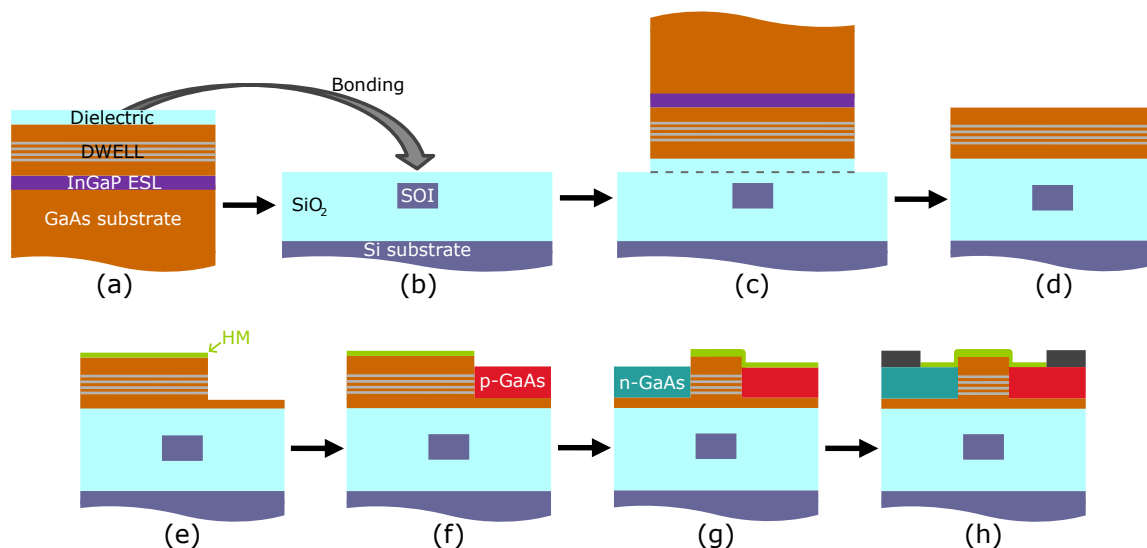 Bonding
Dielectric
DWELL
InGaP ESL
GaAs substrate
SiO2
SOI
Si substrate
(a)
(b)
(c)
(d)
HM
p-GaAs
n-GaAs
(e)
(f)
(g)
(h)